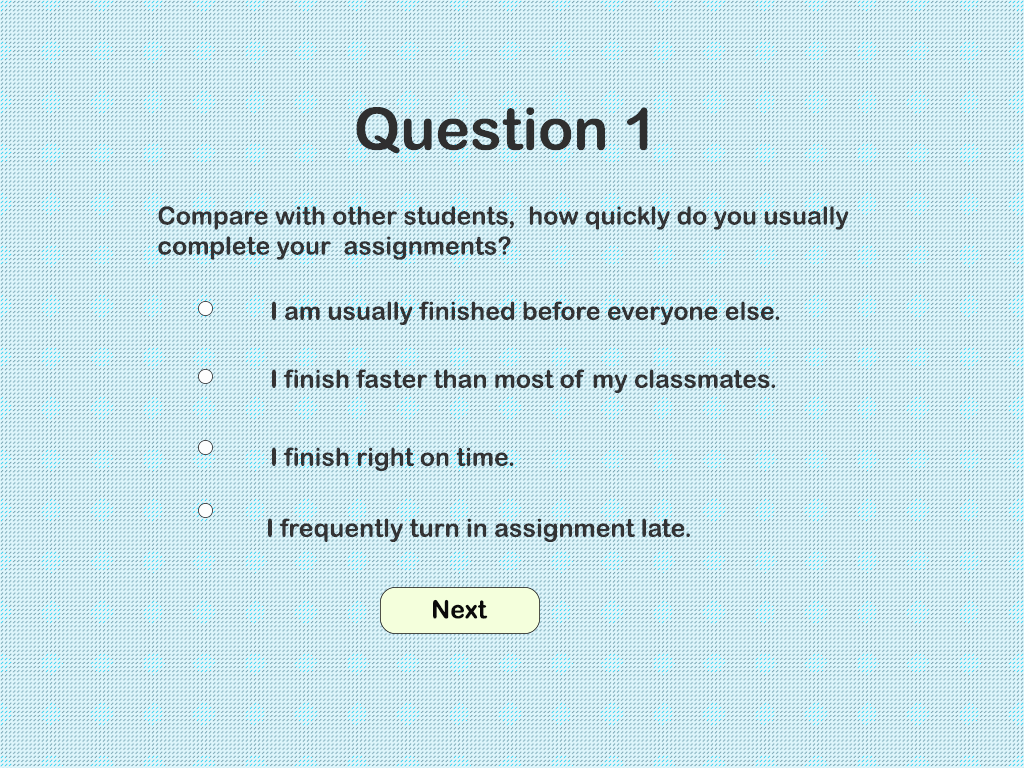 Question 1
Compare with other students, how quickly do you usually
complete your assignments?
I am usually finished before everyone else.
I finish faster than most of my classmates.
I finish right on time.
I frequently turn in assignment late.
Next